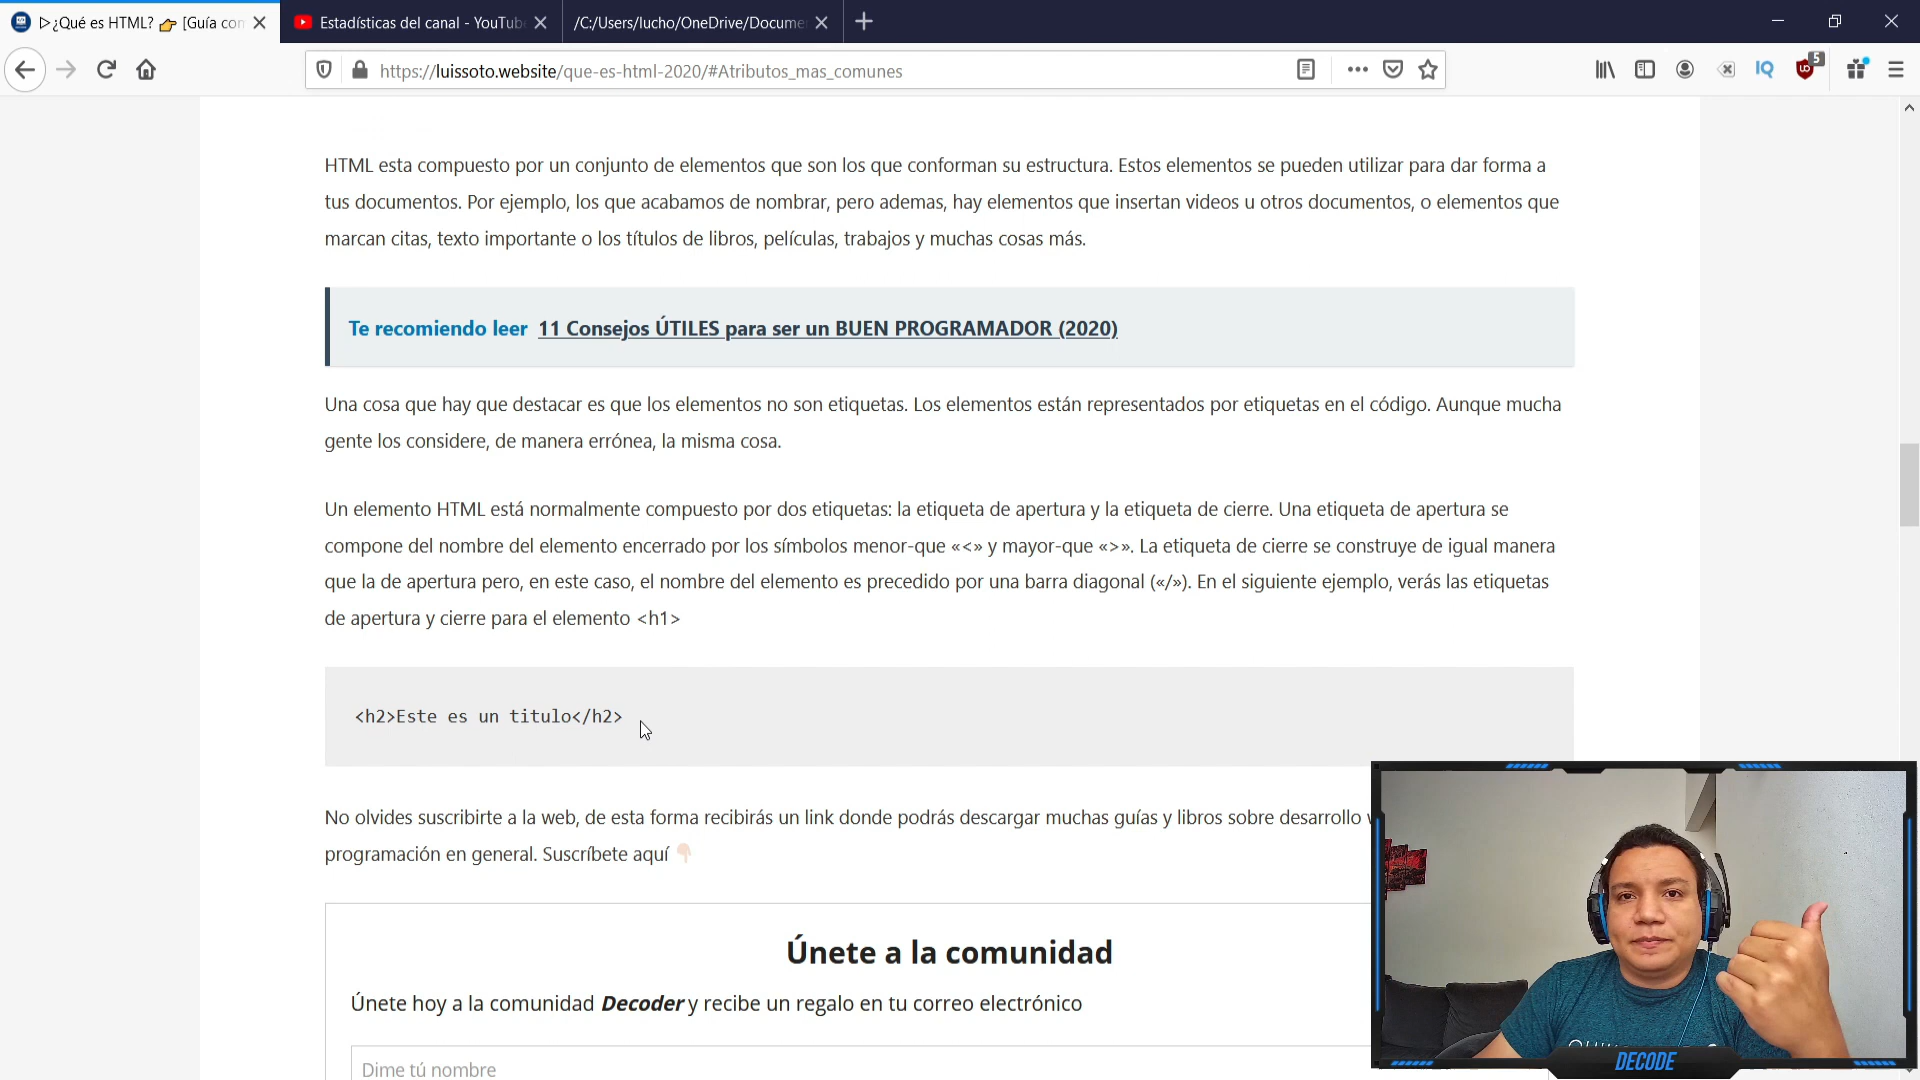 ▷¿Qué es HTML? 👉 [Guía con
Estadísticas del canal - YouTube
/C:/Users/lucho/OneDrive/Docume
https://luissoto.website/que-es-html-2020/#Atributos_mas_comunes
IQ
5
HTML esta compuesto por un conjunto de elementos que son los que conforman su estructura. Estos elementos se pueden utilizar para dar forma a
tus documentos. Por ejemplo, los que acabamos de nombrar, pero ademas, hay elementos que insertan videos u otros documentos, o elementos que
marcan citas, texto importante o los títulos de libros, películas, trabajos y muchas cosas más.
Te recomiendo leer 11 Consejos ÚTILES para ser un BUEN PROGRAMADOR (2020)
Una cosa que hay que destacar es que los elementos no son etiquetas. Los elementos están representados por etiquetas en el código. Aunque mucha
gente los considere, de manera errónea, la misma cosa.
Un elemento HTML está normalmente compuesto por dos etiquetas: la etiqueta de apertura y la etiqueta de cierre. Una etiqueta de apertura se
compone del nombre del elemento encerrado por los símbolos menor-que «<» y mayor-que «>». La etiqueta de cierre se construye de igual manera
que la de apertura pero, en este caso, el nombre del elemento es precedido por una barra diagonal («/»). En el siguiente ejemplo, verás las etiquetas
de apertura y cierre para el elemento <h1>
<h2>Este es un titulo</h2>
No olvides suscribirte a la web, de esta forma recibirás un link donde podrás descargar muchas guías y libros sobre desarrollo
programación en general. Suscríbete aquí 👇🏻
Únete a la comunidad
Únete hoy a la comunidad Decoder y recibe un regalo en tu correo electrónico
Dime tú nombre
DECODE